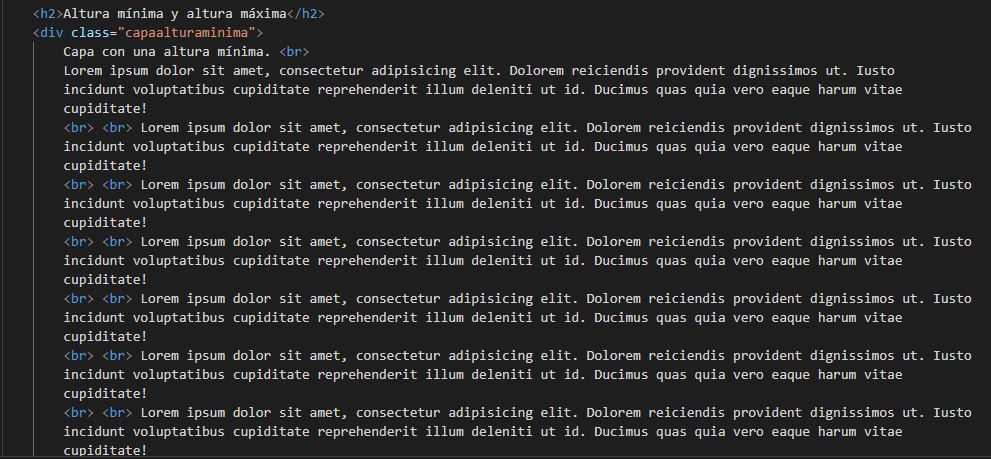 <h2>Altura mínima y altura máxima</h2>
<div class="capaalturaminima">
Capa con una altura mínima. <br>
Lorem ipsum dolor sit amet, consectetur adipisicing elit. Dolorem reiciendis provident dignissimos ut. Iusto
incidunt voluptatibus cupiditate reprehenderit illum deleniti ut id. Ducimus quas quia vero eaque harum vitae
cupiditate!
<br> <br> Lorem ipsum dolor sit amet, consectetur adipisicing elit. Dolorem reiciendis provident dignissimos ut. Iusto
incidunt voluptatibus cupiditate reprehenderit illum deleniti ut id. Ducimus quas quia vero eaque harum vitae
cupiditate!
<br> <br> Lorem ipsum dolor sit amet, consectetur adipisicing elit. Dolorem reiciendis provident dignissimos ut. Iusto
incidunt voluptatibus cupiditate reprehenderit illum deleniti ut id. Ducimus quas quia vero eaque harum vitae
cupiditate!
<br> <br> Lorem ipsum dolor sit amet, consectetur adipisicing elit. Dolorem reiciendis provident dignissimos ut. Iusto
incidunt voluptatibus cupiditate reprehenderit illum deleniti ut id. Ducimus quas quia vero eaque harum vitae
cupiditate!
<br> <br> Lorem ipsum dolor sit amet, consectetur adipisicing elit. Dolorem reiciendis provident dignissimos ut. Iusto
incidunt voluptatibus cupiditate reprehenderit illum deleniti ut id. Ducimus quas quia vero eaque harum vitae
cupiditate!
<br> <br> Lorem ipsum dolor sit amet, consectetur adipisicing elit. Dolorem reiciendis provident dignissimos ut. Iusto
incidunt voluptatibus cupiditate reprehenderit illum deleniti ut id. Ducimus quas quia vero eaque harum vitae
cupiditate!
<br> <br> Lorem ipsum dolor sit amet, consectetur adipisicing elit. Dolorem reiciendis provident dignissimos ut. Iusto
incidunt voluptatibus cupiditate reprehenderit illum deleniti ut id. Ducimus quas quia vero eaque harum vitae
cupiditate!